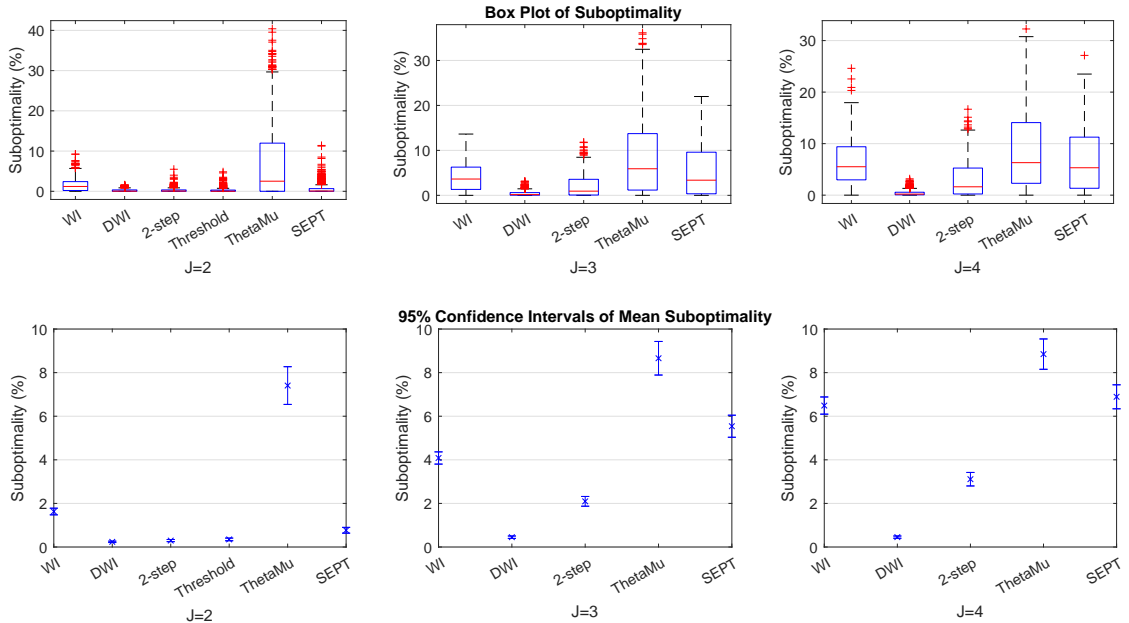 Box Plot of Suboptimality
Suboptimality (%)
40
30
20
10
0
WI
DWI
2-step
Threshold
ThetaMu
SEPT
J=2
Suboptimality (%)
30
20
10
0
WI
DWI
2-step
ThetaMu
SEPT
J=3
Suboptimality (%)
30
20
10
0
WI
DWI
2-step
ThetaMu
SEPT
J=4
95% Confidence Intervals of Mean Suboptimality
Suboptimality (%)
10
8
6
4
2
0
WI
DWI
2-step
Threshold
ThetaMu
SEPT
J=2
Suboptimality (%)
10
8
6
4
2
0
WI
DWI
2-step
ThetaMu
SEPT
J=3
Suboptimality (%)
10
8
6
4
2
0
WI
DWI
2-step
ThetaMu
SEPT
J=4